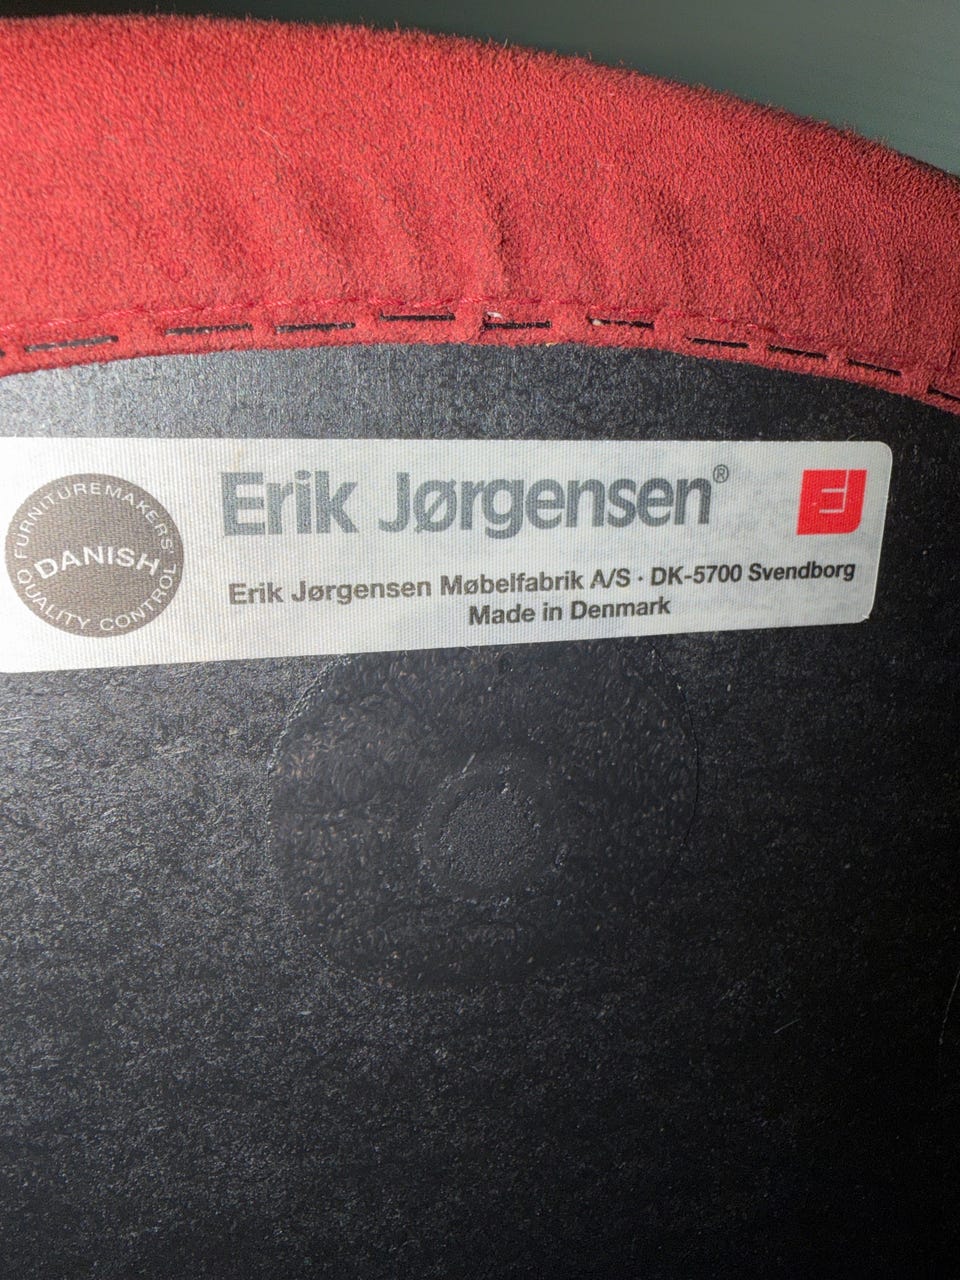 FURNITUREMAKERS'
DANISH
QUALITY CONTROL
Erik Jørgensen®
EJ
Erik Jørgensen Møbelfabrik A/S · DK-5700 Svendborg
Made in Denmark